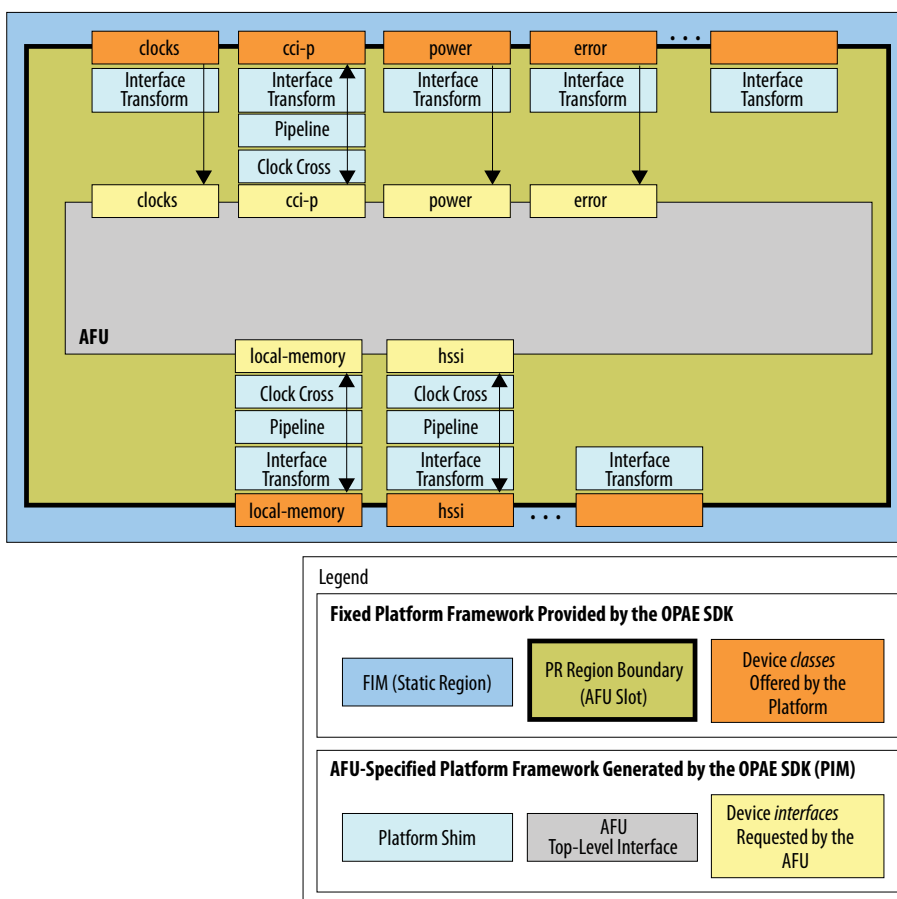 clocks
cci-p
power
error
...
Interface
Transform
Interface
Transform
Interface
Transform
Interface
Transform
Interface
Tansform
Pipeline
Clock Cross
clocks
cci-p
power
error
AFU
local-memory
hssi
Clock Cross
Clock Cross
Pipeline
Pipeline
Interface
Transform
Interface
Transform
Interface
Transform
local-memory
hssi
...
Legend
Fixed Platform Framework Provided by the OPAE SDK
FIM (Static Region)
PR Region Boundary
(AFU Slot)
Device classes
Offered by the
Platform
AFU-Specified Platform Framework Generated by the OPAE SDK (PIM)
Platform Shim
AFU
Top-Level Interface
Device interfaces
Requested by the
AFU